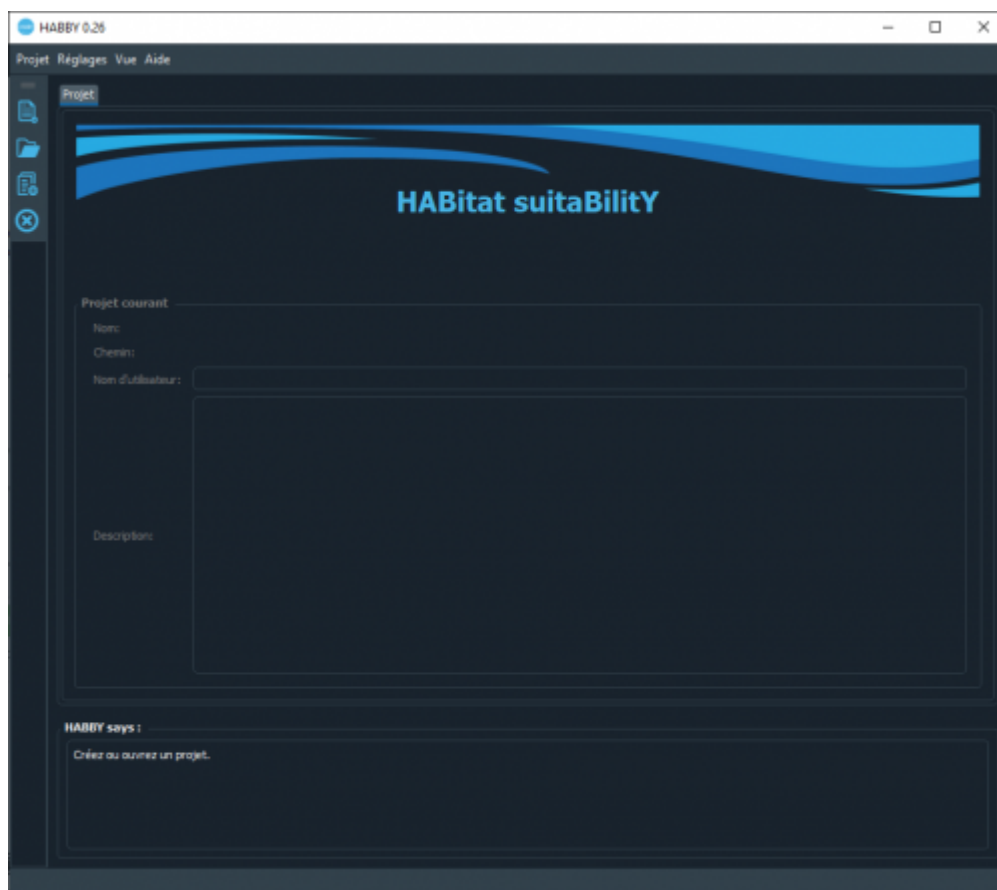 HABBY 0.26
Projet Réglages Vue Aide
Projet
HABitat suitaBilitY
Projet courant
Nom:
Chemin:
Nom d'utilisateur:
Description:
HABBY says :
Créez ou ouvrez un projet.